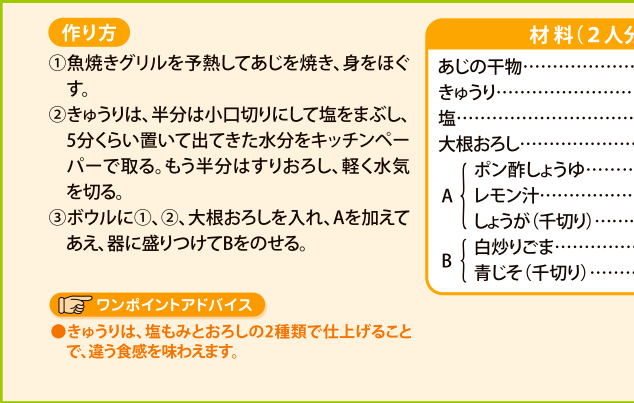 作り方
①魚焼きグリルを予熱してあじを焼き、身をほぐ
す。
②きゅうりは、半分は小口切りにして塩をまぶし、
5分くらい置いて出てきた水分をキッチンペー
パーで取る。もう半分はすりおろし、軽く水気
を切る。
③ボウルに①、②、大根おろしを入れ、Aを加えて
あえ、器に盛りつけてBをのせる。
ワンポイントアドバイス
●きゅうりは、塩もみとおろしの2種類で仕上げること
で、違う食感を味わえます。
材料(2人分
あじの干物…………………
きゅうり……………………
塩……………………………
大根おろし…………………
A
ポン酢しょうゆ………
レモン汁………………
しょうが(千切り)………
B
白炒りごま……………
青じそ(千切り)………